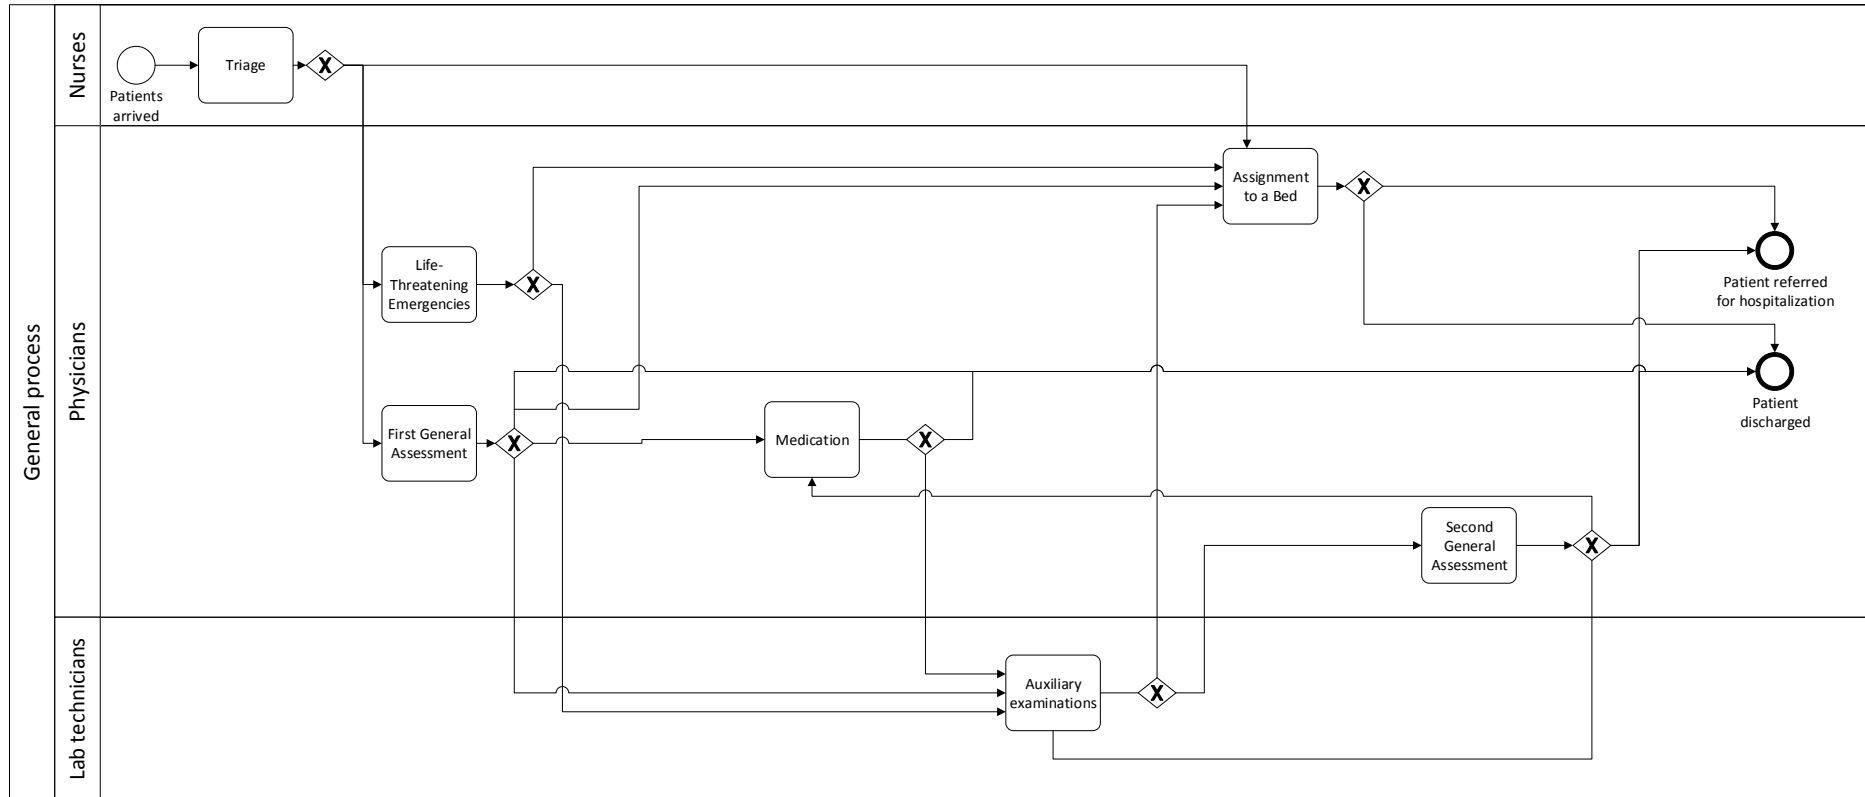 General process
Nurses
Patients
arrived
Triage
X
Physicians
Assignment
to a Bed
X
Life-
Threatening
Emergencies
X
Patient referred
for hospitalization
First General
Assessment
X
Medication
X
Patient
discharged
Second
General
Assessment
X
Lab technicians
Auxiliary
examinations
X